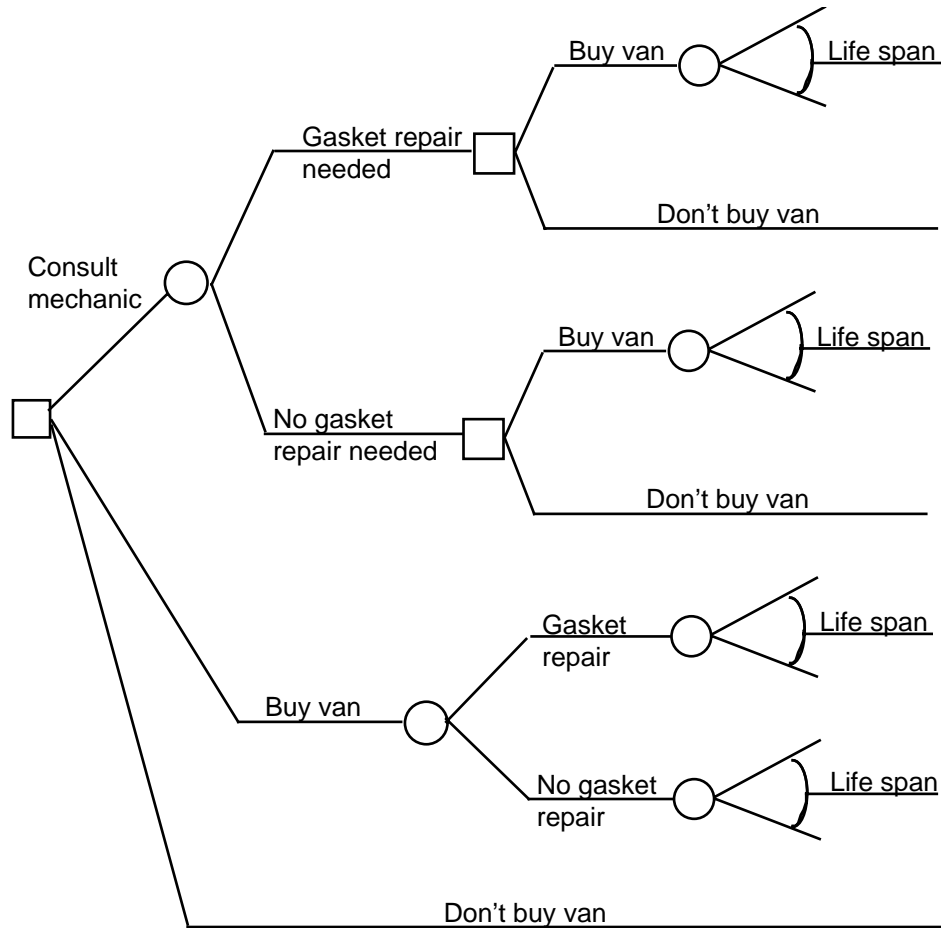 Buy van
Life span
Gasket repair
needed
Don't buy van
Consult
mechanic
Buy van
Life span
No gasket
repair needed
Don't buy van
Gasket
repair
Life span
Buy van
No gasket
repair
Life span
Don't buy van